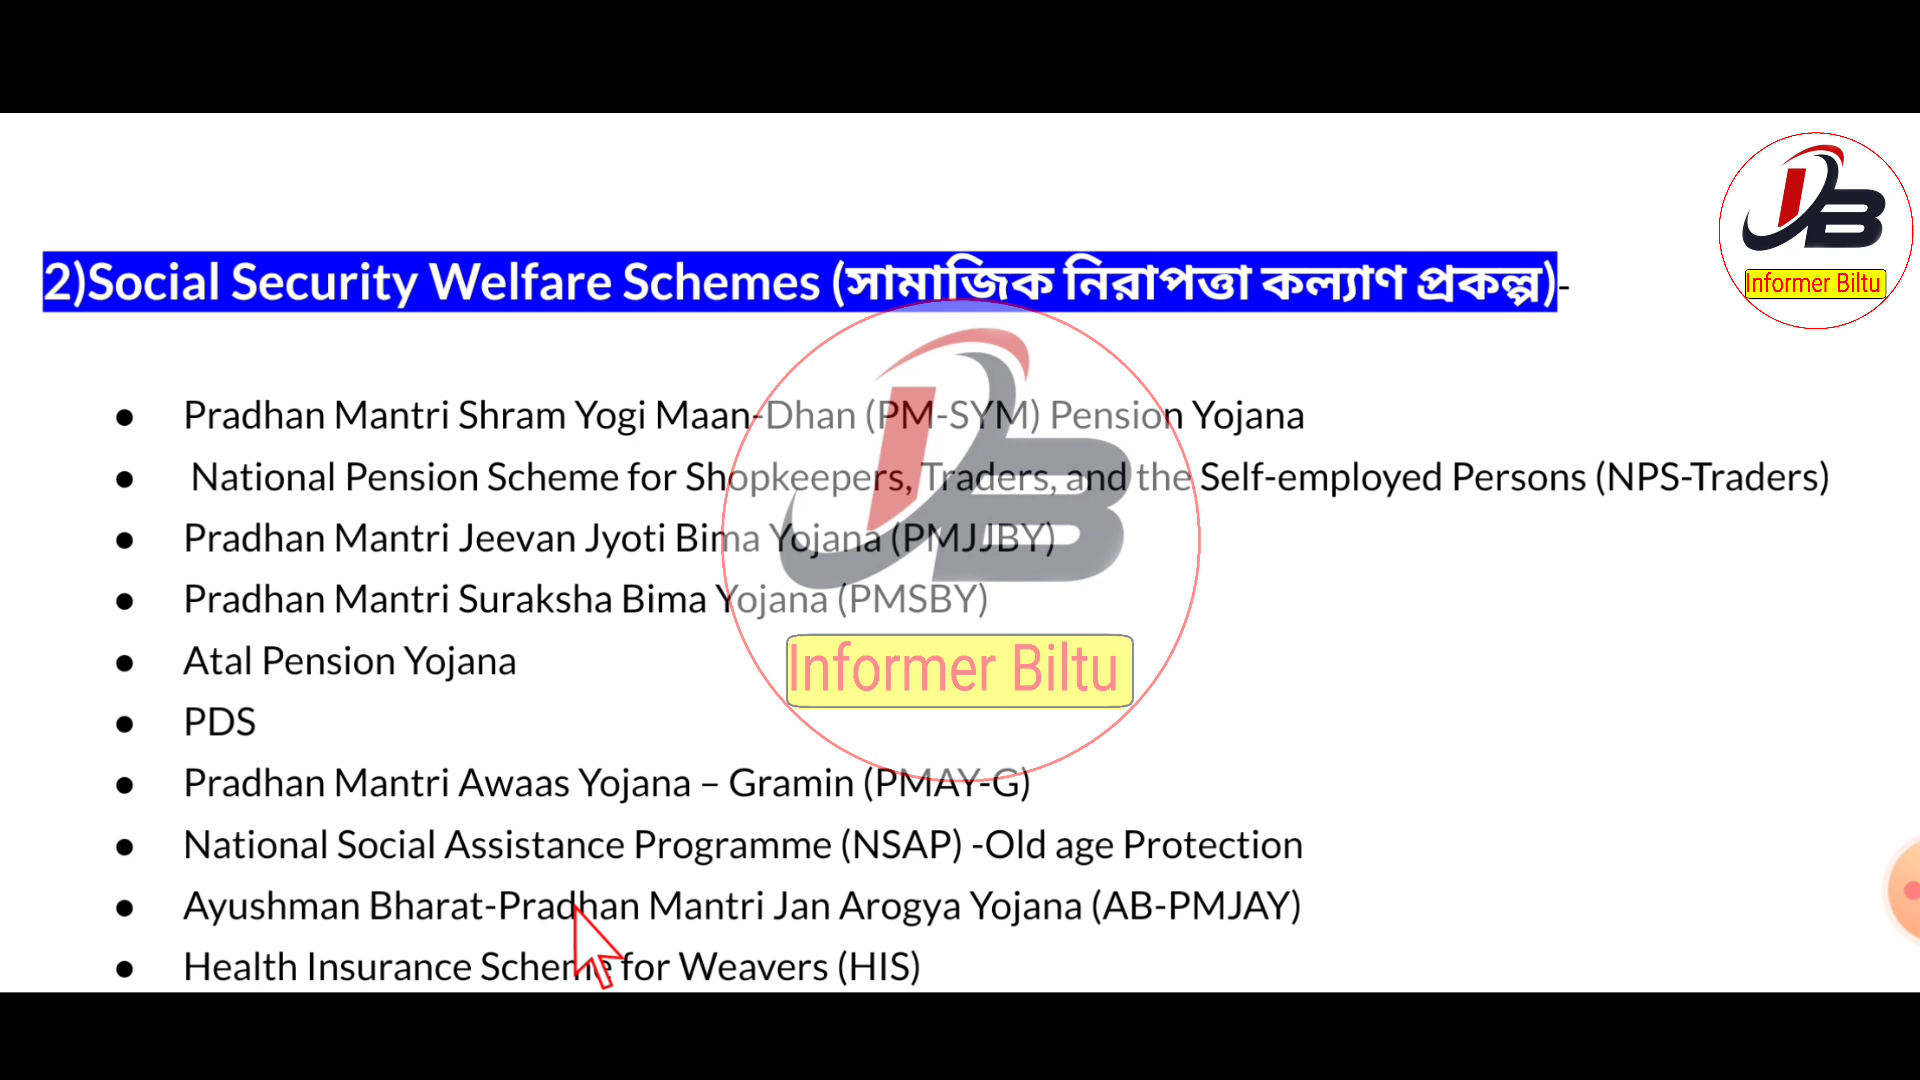 2)Social Security Welfare Schemes (সামাজিক নিরাপত্তা কল্যাণ প্রকল্প)-
Informer Biltu
● Pradhan Mantri Shram Yogi Maan-Dhan (PM-SYM) Pension Yojana
● National Pension Scheme for Shopkeepers, Traders, and the Self-employed Persons (NPS-Traders)
● Pradhan Mantri Jeevan Jyoti Bima Yojana (PMJJBY)
● Pradhan Mantri Suraksha Bima Yojana (PMSBY)
● Atal Pension Yojana
Informer Biltu
● PDS
● Pradhan Mantri Awaas Yojana – Gramin (PMAY-G)
● National Social Assistance Programme (NSAP) -Old age Protection
● Ayushman Bharat-Pradhan Mantri Jan Arogya Yojana (AB-PMJAY)
● Health Insurance Scheme for Weavers (HIS)